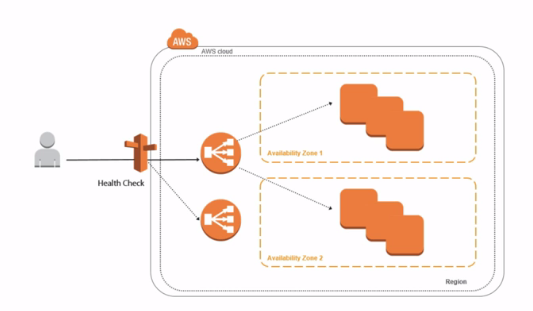 AWS
AWS cloud
Availability Zone 1
Health Check
Availability Zone 2
Region